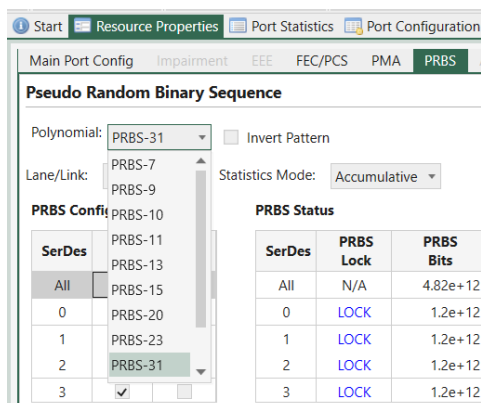 Start Resource Properties Port Statistics Port Configuration
Main Port Config Impairment EEE FEC/PCS PMA PRBS
Pseudo Random Binary Sequence
Polynomial: PRBS-31 Invert Pattern
PRBS-7
Lane/Link: Statistics Mode: Accumulative
PRBS-9
PRBS-10
PRBS Status
PRBS-11
PRBS-13
PRBS-15
PRBS-20
PRBS-23
PRBS-31
SerDes
All
0
1
2
3
SerDes PRBS Lock PRBS Bits
All N/A 4.82e+12
0 LOCK 1.2e+12
1 LOCK 1.2e+12
2 LOCK 1.2e+12
3 LOCK 1.2e+12